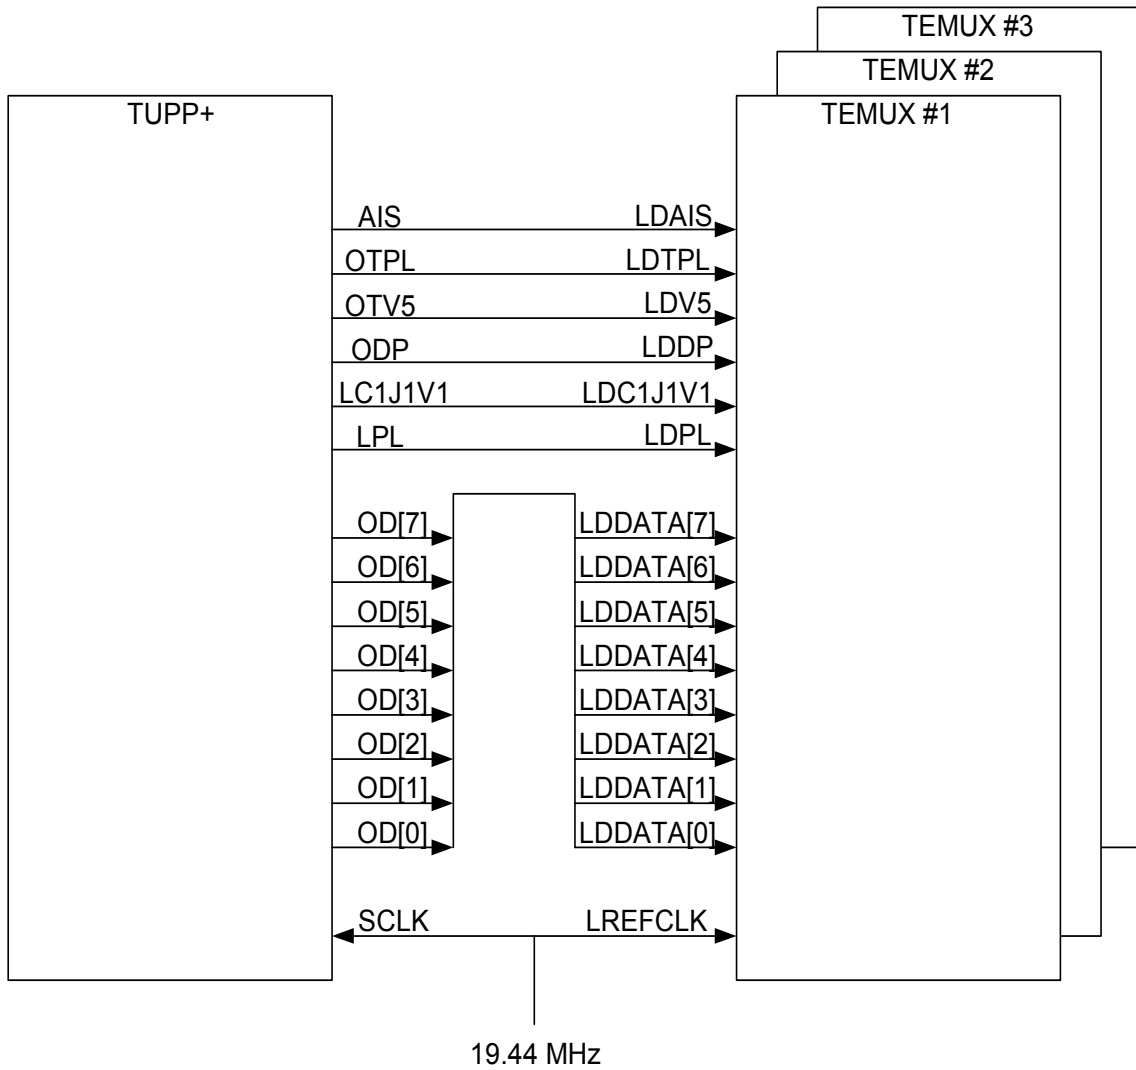 TEMUX #3
TEMUX #2
TUPP+ TEMUX #1
AIS LDAIS
OTPL LDTPL
OTV5 LDV5
ODP LDDP
LC1J1V1 LDC1J1V1
LPL LDPL
OD[7] LDDATA[7]
OD[6] LDDATA[6]
OD[5] LDDATA[5]
OD[4] LDDATA[4]
OD[3] LDDATA[3]
OD[2] LDDATA[2]
OD[1] LDDATA[1]
OD[0] LDDATA[0]
SCLK LREFCLK
19.44 MHz